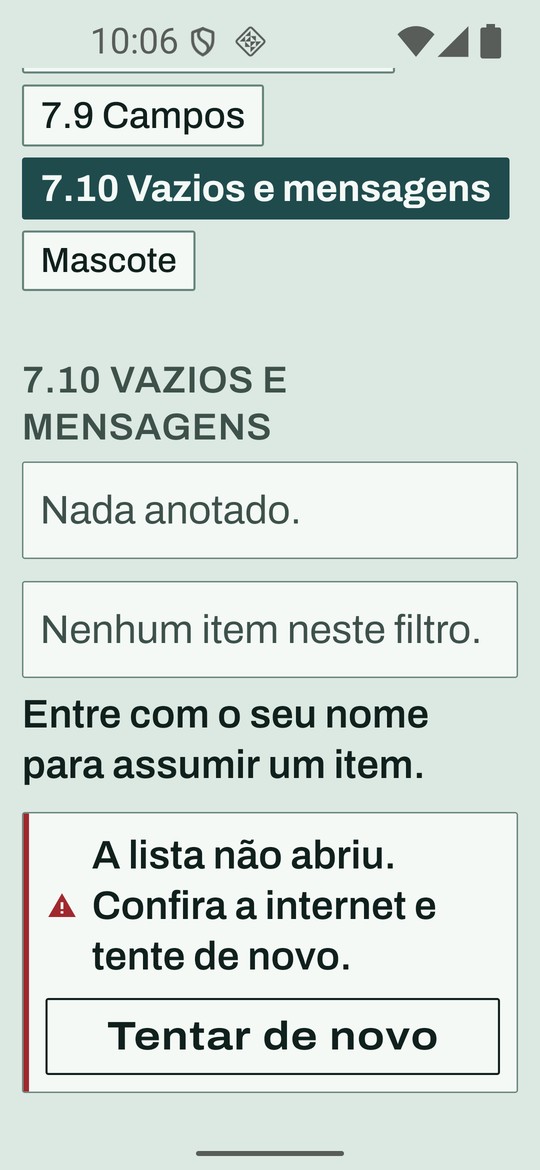 10:06
7.9 Campos
7.10 Vazios e mensagens
Mascote
7.10 VAZIOS E
MENSAGENS
Nada anotado.
Nenhum item neste filtro.
Entre com o seu nome
para assumir um item.
A lista não abriu.
Confira a internet e
tente de novo.
Tentar de novo